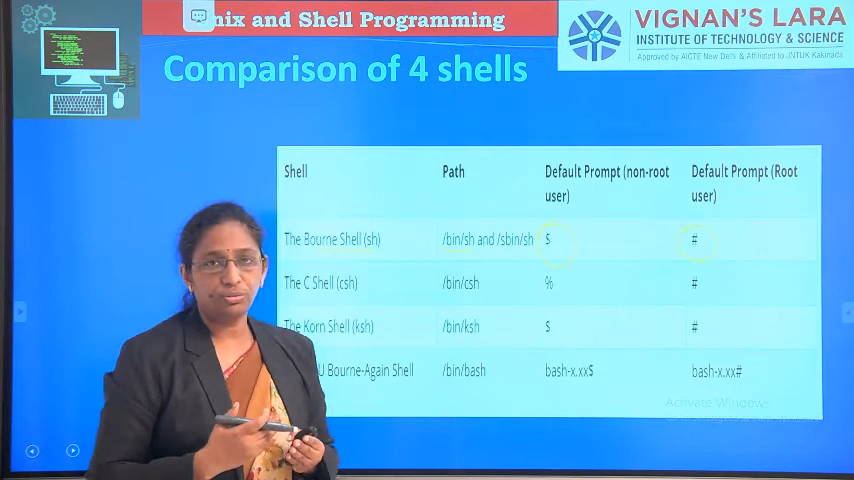 nix and Shell Programming
VIGNAN'S LARA
INSTITUTE OF TECHNOLOGY & SCIENCE
Approved by AICTE New Delhi & Affiliated to JNTUK Kakinada
Comparison of 4 shells
Shell Path Default Prompt (non-root user) Default Prompt (Root user)
The Bourne Shell (sh) /bin/sh and /sbin/sh $ #
The C Shell (csh) /bin/csh % #
The Korn Shell (ksh) /bin/ksh $ #
U Bourne-Again Shell /bin/bash bash-x.xx$ bash-x.xx#
Activate Windows